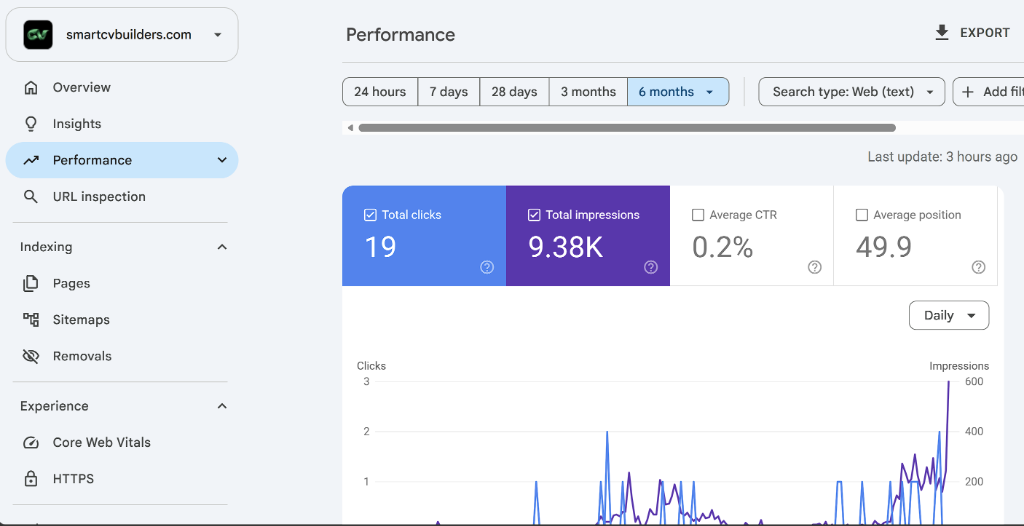 CV
smartcvbuilders.com
Overview
Insights
Performance
URL inspection
Indexing
Pages
Sitemaps
Removals
Experience
Core Web Vitals
HTTPS
Performance
EXPORT
24 hours
7 days
28 days
3 months
6 months
Search type: Web (text)
Last update: 3 hours ago
Total clicks
19
Total impressions
9.38K
Average CTR
0.2%
Average position
49.9
Daily
Clicks
3
2
1
Impressions
600
400
200